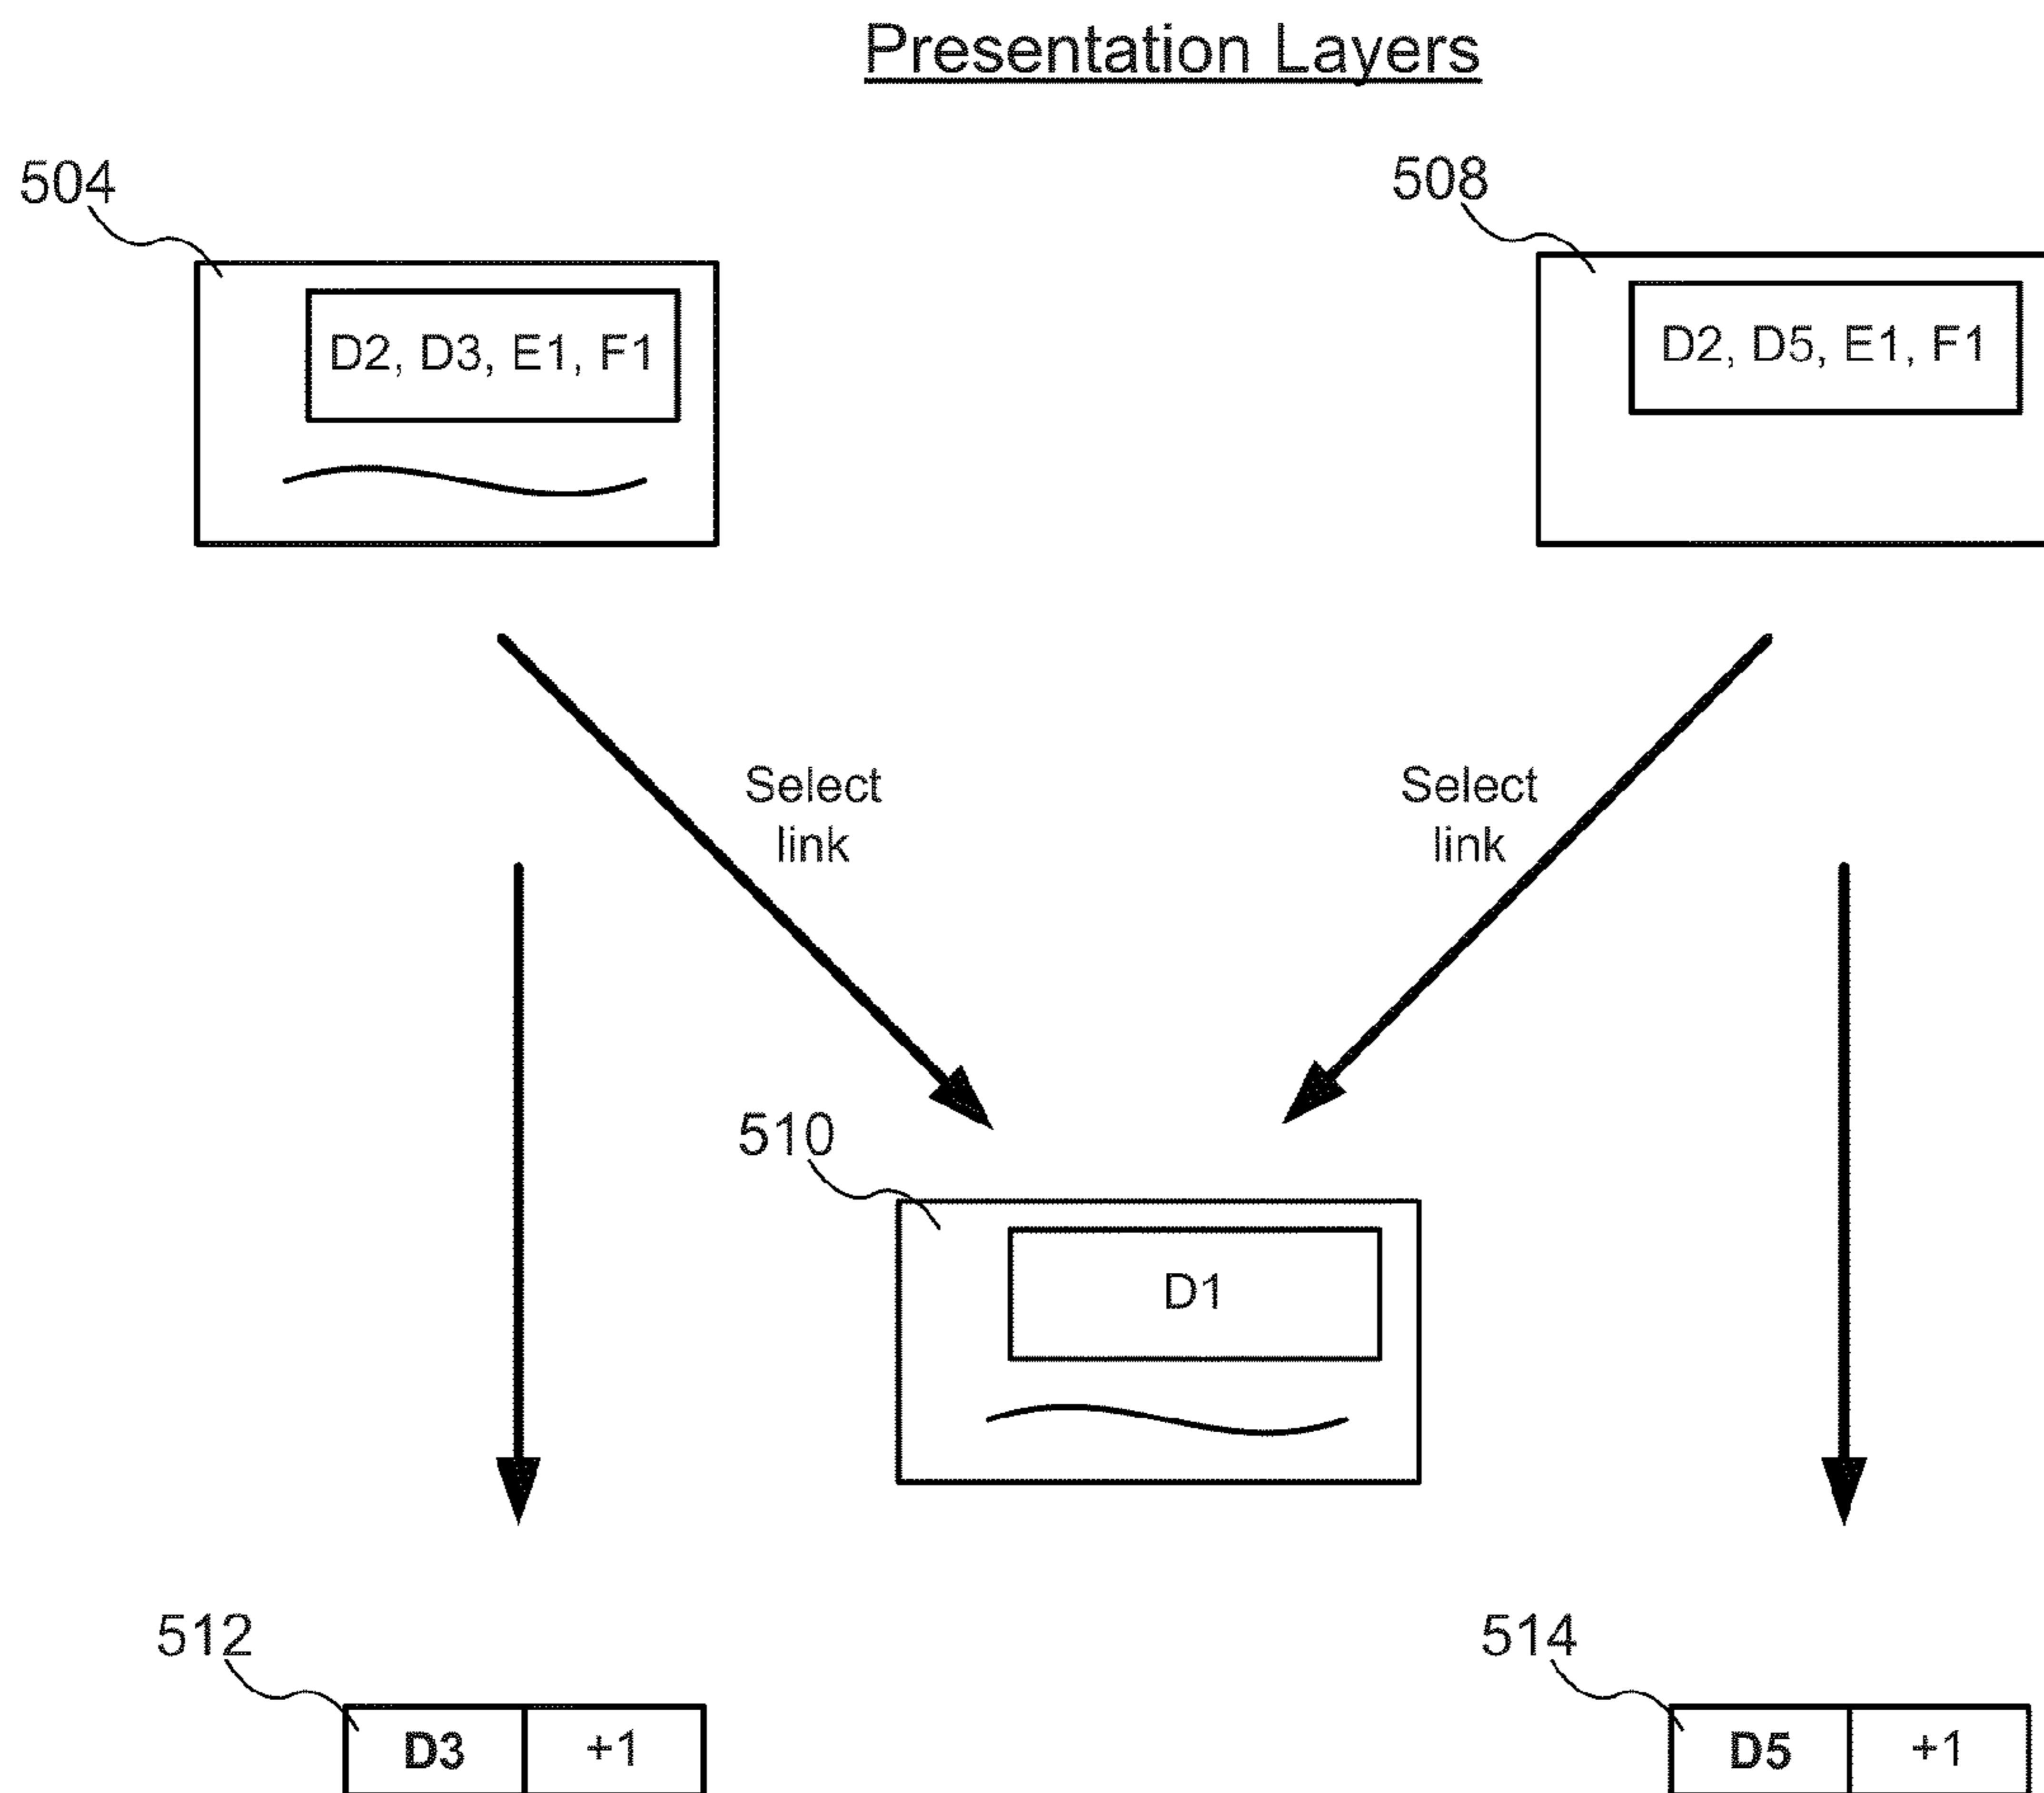 Presentation Layers
504
508
D2, D3, E1, F1
D2, D5, E1, F1
Select
link
Select
link
510
D1
512
514
D3 +1
D5 +1